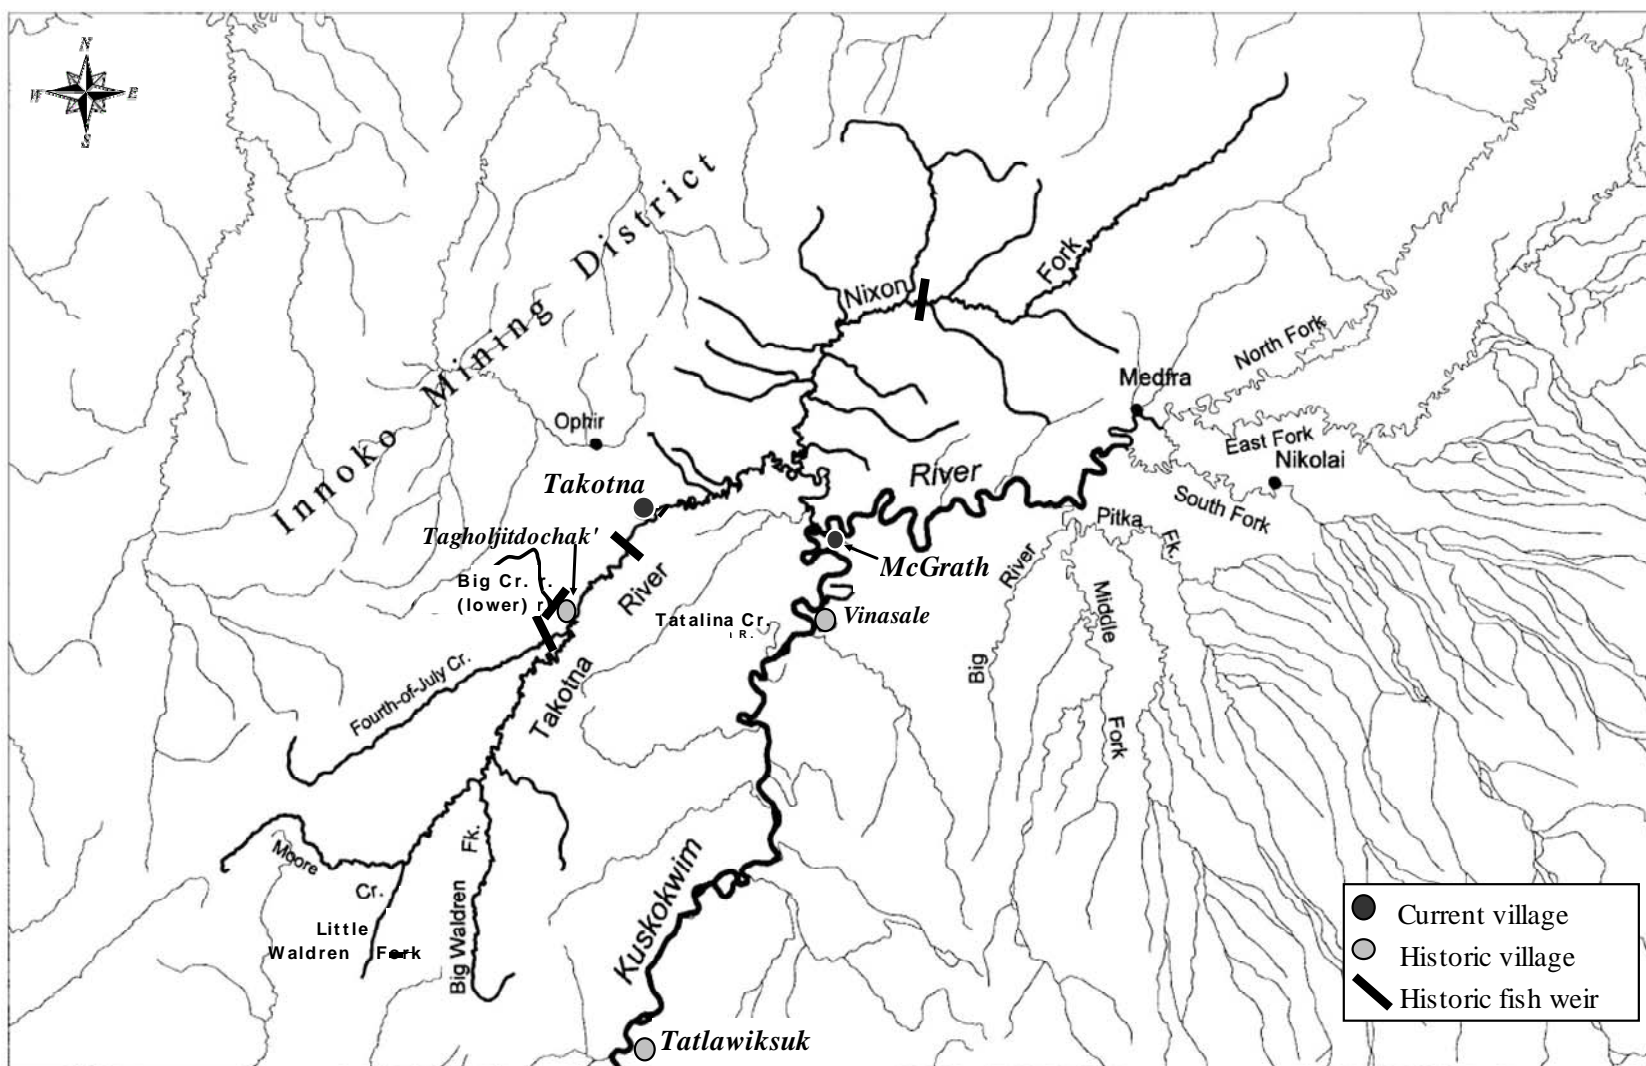 N
W E
S
Innoko Mining District
Nixon
Fork
North Fork
Medfra
Ophir
East Fork
Nikolai
River
Takotna
South Fork
Pitka
Fk.
Tagholjitdochak'
McGrath
Big Cr. r.
(lower) r
River
River
Middle
Tatalina Cr.
R.
Vinasale
Big
Fourth-of-July Cr.
Takotna
Fork
Moore
Cr.
Fk.
Big Waldren
Kuskokwim
Little
Waldren Fork
Tatlawiksuk
Current village
Historic village
Historic fish weir